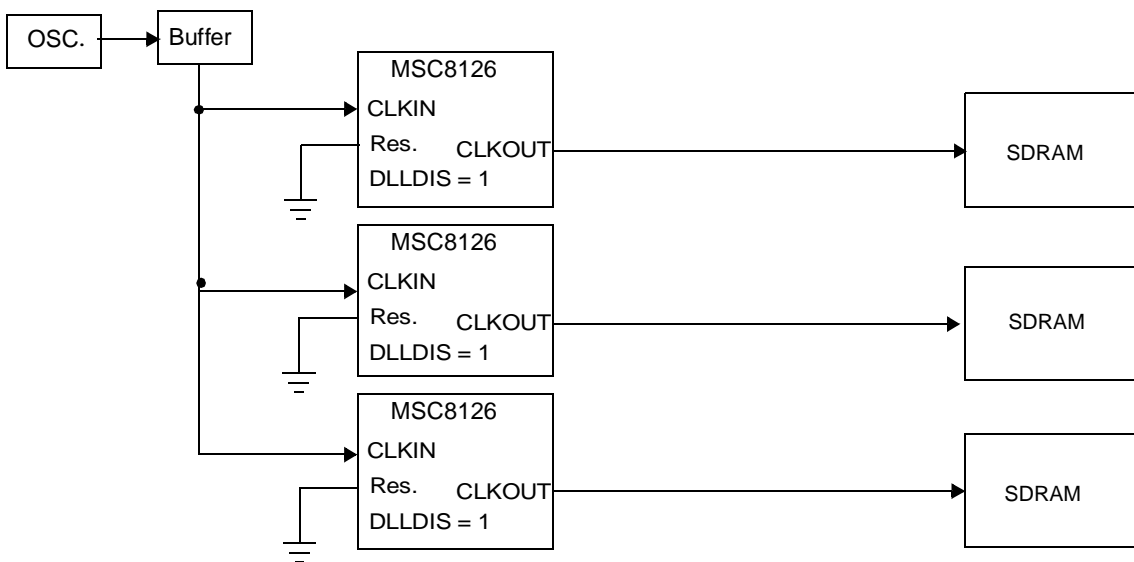 OSC.
Buffer
MSC8126
CLKIN
Res. CLKOUT
DLLDIS = 1
SDRAM
MSC8126
CLKIN
Res. CLKOUT
DLLDIS = 1
SDRAM
MSC8126
CLKIN
Res. CLKOUT
DLLDIS = 1
SDRAM